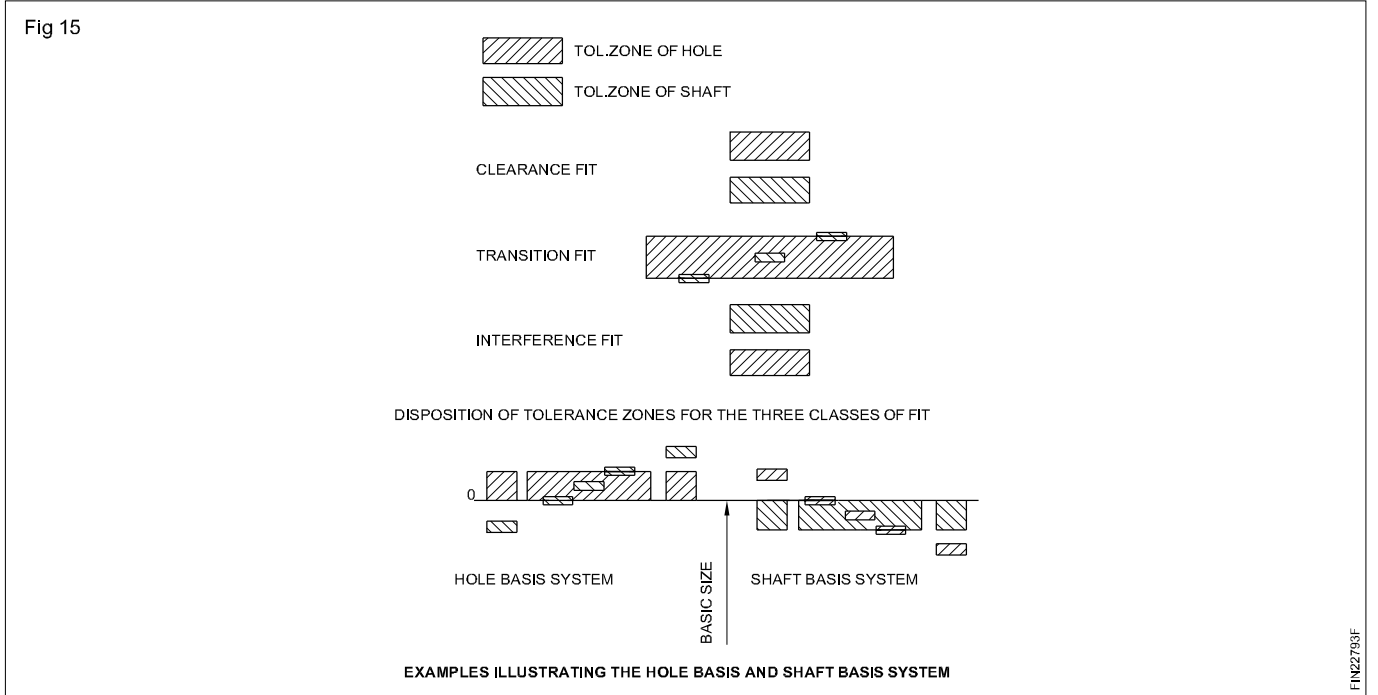 Fig 15
TOL.ZONE OF HOLE
TOL.ZONE OF SHAFT
CLEARANCE FIT
TRANSITION FIT
INTERFERENCE FIT
DISPOSITION OF TOLERANCE ZONES FOR THE THREE CLASSES OF FIT
0
HOLE BASIS SYSTEM
BASIC SIZE
SHAFT BASIS SYSTEM
EXAMPLES ILLUSTRATING THE HOLE BASIS AND SHAFT BASIS SYSTEM
FIN22793F